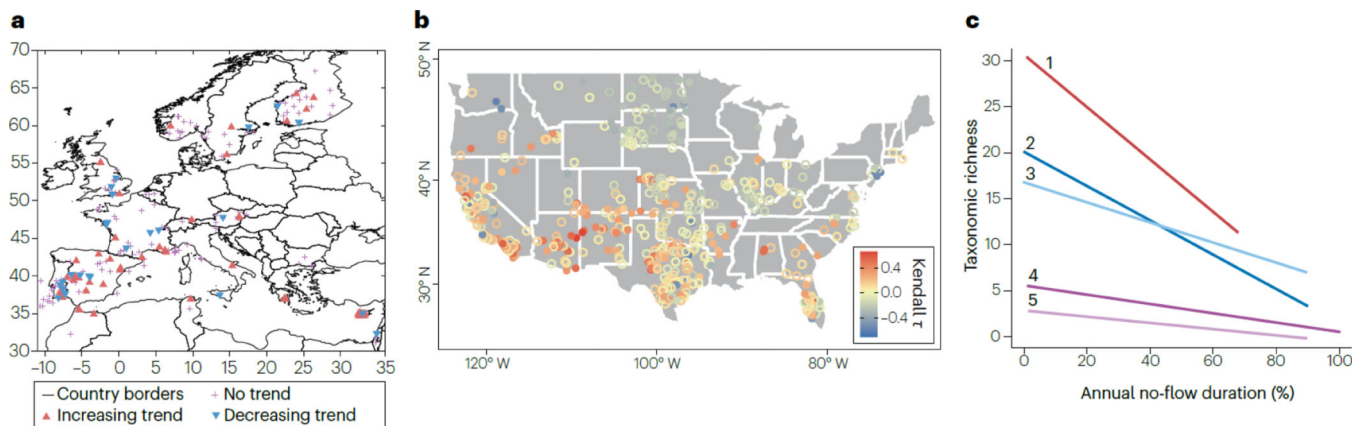 a
70
65
60
55
50
45
40
35
30
–10 –5 0 5 10 15 20 25 30 35
— Country borders + No trend
▲ Increasing trend ▼ Decreasing trend
b
50° N
40° N
30° N
120° W 100° W 80° W
Kendall τ
0.6
0.0
−0.4
c
Taxonomic richness
30
25
20
15
10
5
0
1
2
3
4
5
0 20 40 60 80 100
Annual no-flow duration (%)